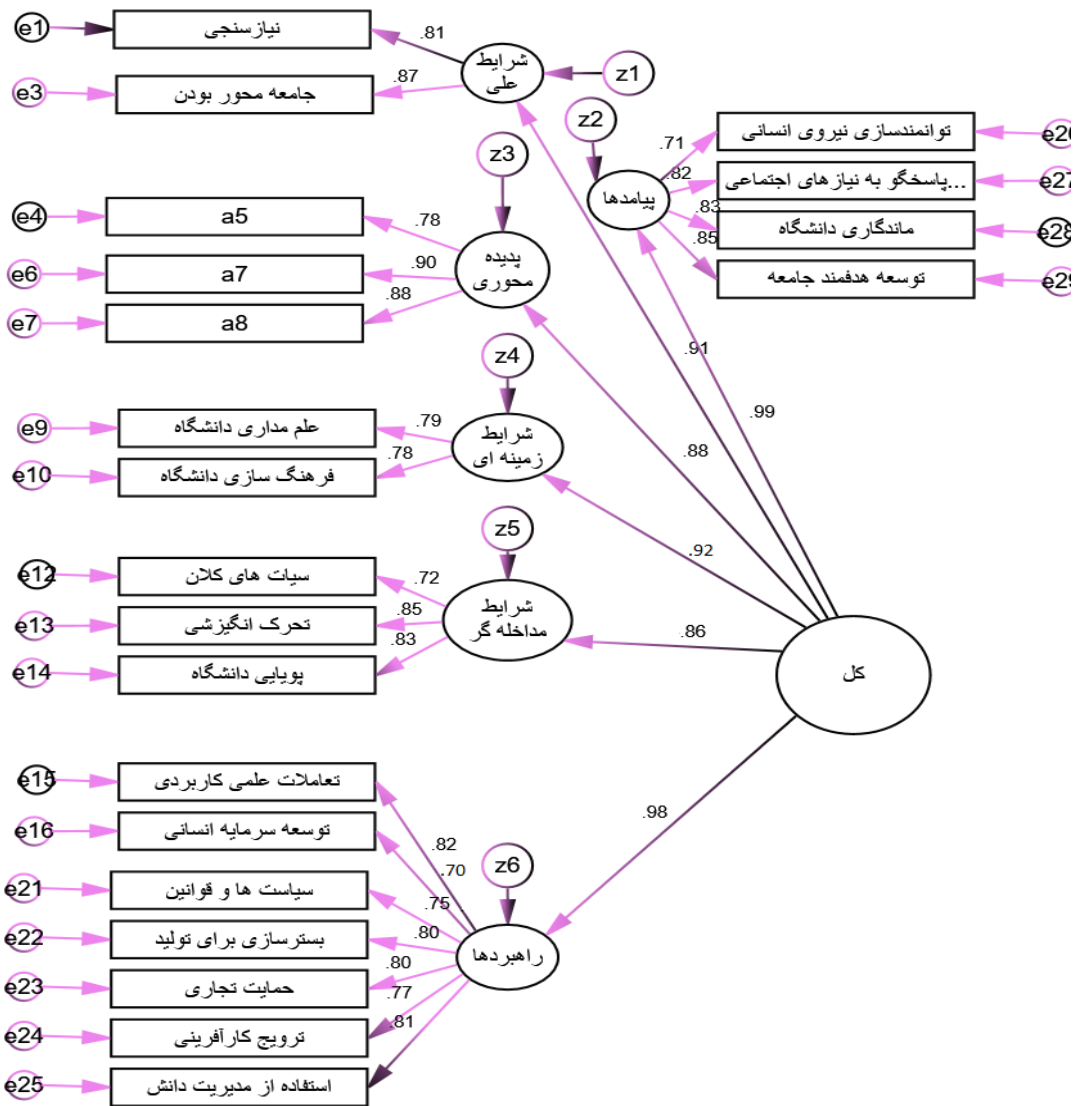 e1
نیازسنجی
.81
شرایط
علی
z1
e3
جامعه محور بودن
.87
z2
توانمندسازی نیروی انسانی
e26
.71
پیامدها
.82
پاسخگو به نیازهای اجتماعی...
e27
.83
ماندگاری دانشگاه
e28
.85
توسعه هدفمند جامعه
e29
z3
e4
a5
.78
پدیده
محوری
e6
a7
.90
e7
a8
.88
.91
.99
.88
z4
e9
علم مداری دانشگاه
.79
شرایط
زمینه ای
e10
فرهنگ سازی دانشگاه
.78
.92
z5
e12
سیات های کلان
.72
شرایط
مداخله گر
e13
تحرک انگیزشی
.85
e14
پویایی دانشگاه
.83
.86
کل
e15
تعاملات علمی کاربردی
.82
e16
توسعه سرمایه انسانی
.70
z6
.98
e21
سیاست ها و قوانین
.75
e22
بسترسازی برای تولید
.80
راهبردها
e23
حمایت تجاری
.80
e24
ترویج کارآفرینی
.77
e25
استفاده از مدیریت دانش
.81